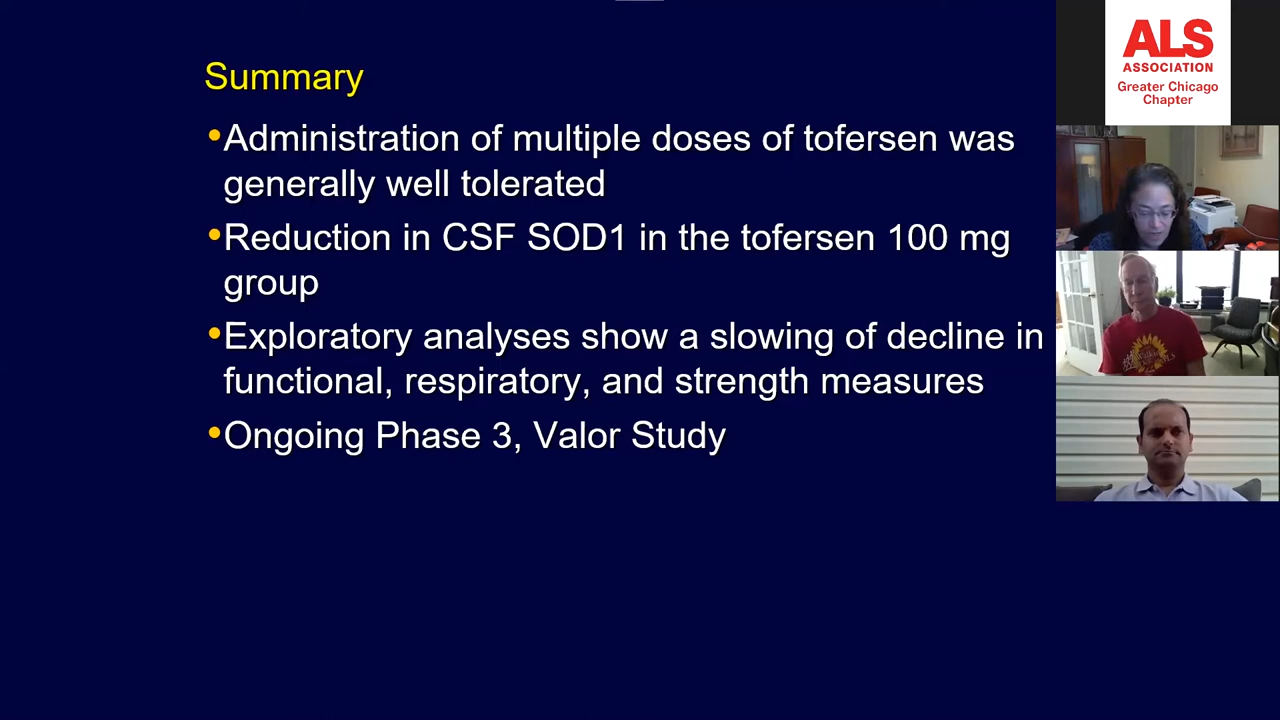 Summary
•Administration of multiple doses of tofersen was
generally well tolerated
•Reduction in CSF SOD1 in the tofersen 100 mg
group
•Exploratory analyses show a slowing of decline in
functional, respiratory, and strength measures
•Ongoing Phase 3, Valor Study
ALS
ASSOCIATION
Greater Chicago
Chapter